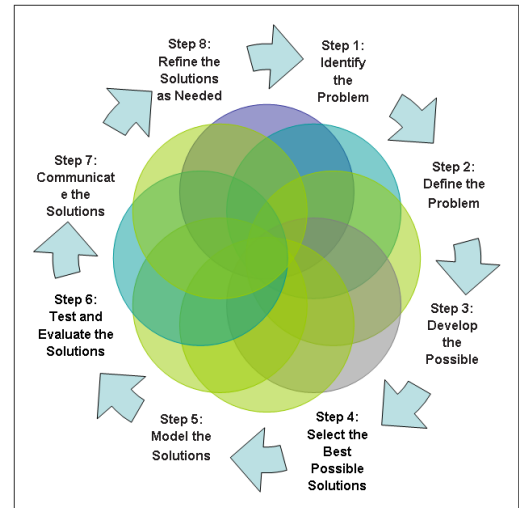 Step 1:
Identify
the
Problem
Step 2:
Define the
Problem
Step 3:
Develop
the
Possible
Step 4:
Select the
Best
Possible
Solutions
Step 5:
Model the
Solutions
Step 6:
Test and
Evaluate the
Solutions
Step 7:
Communicat
e the
Solutions
Step 8:
Refine the
Solutions
as Needed